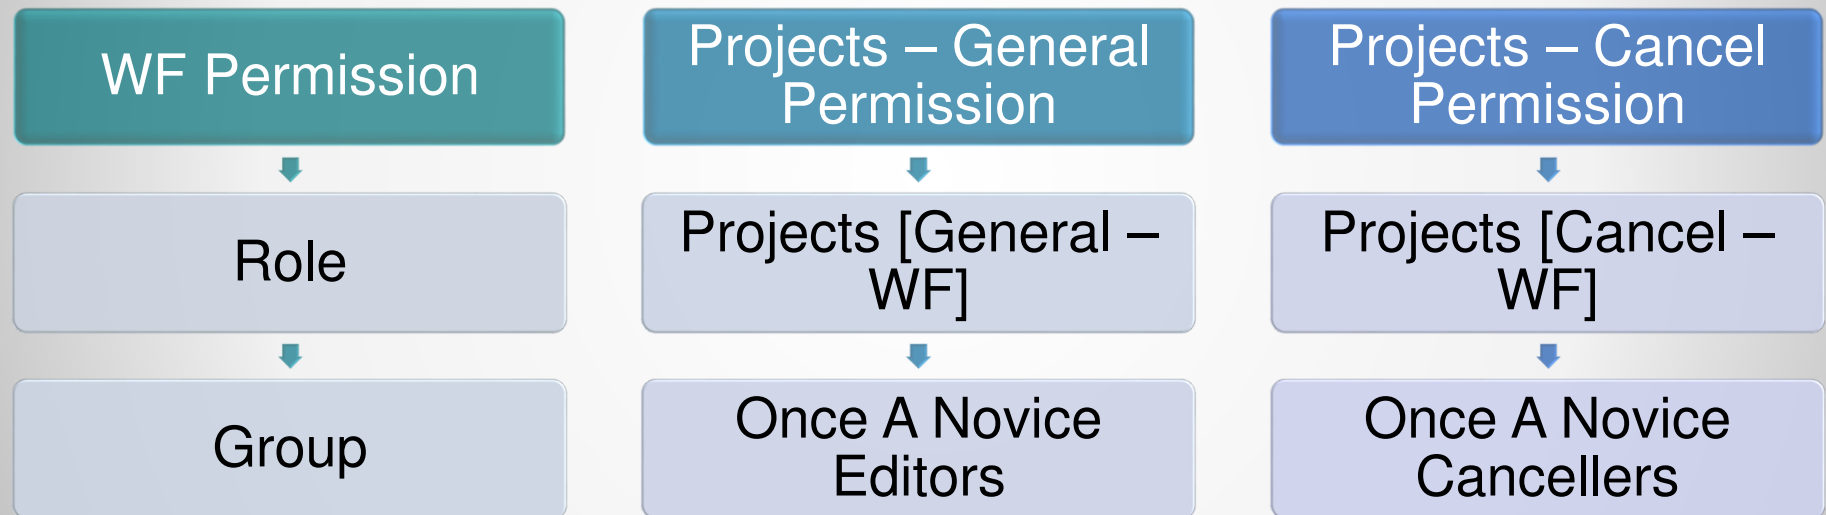 WF Permission
Role
Group
Projects – General
Permission
Projects [General –
WF]
Once A Novice
Editors
Projects – Cancel
Permission
Projects [Cancel –
WF]
Once A Novice
Cancellers